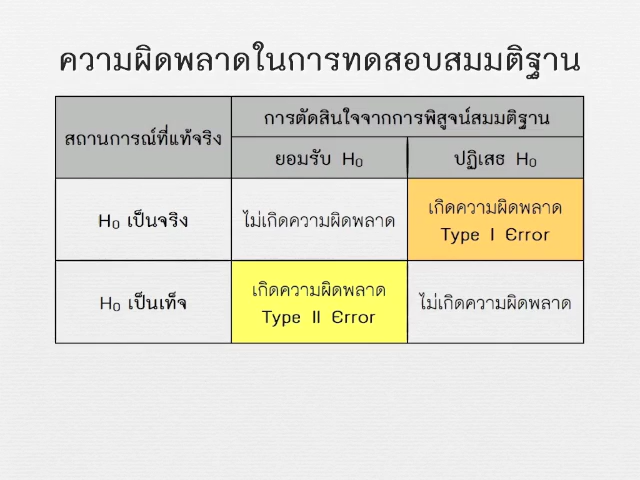 ความผิดพลาดในการทดสอบสมมติฐาน
สถานการณ์ที่แท้จริง
การตัดสินใจจากการพิสูจน์สมมติฐาน
ยอมรับ H₀
ปฏิเสธ H₀
H₀ เป็นจริง
ไม่เกิดความผิดพลาด
เกิดความผิดพลาด
Type I Error
H₀ เป็นเท็จ
เกิดความผิดพลาด
Type II Error
ไม่เกิดความผิดพลาด